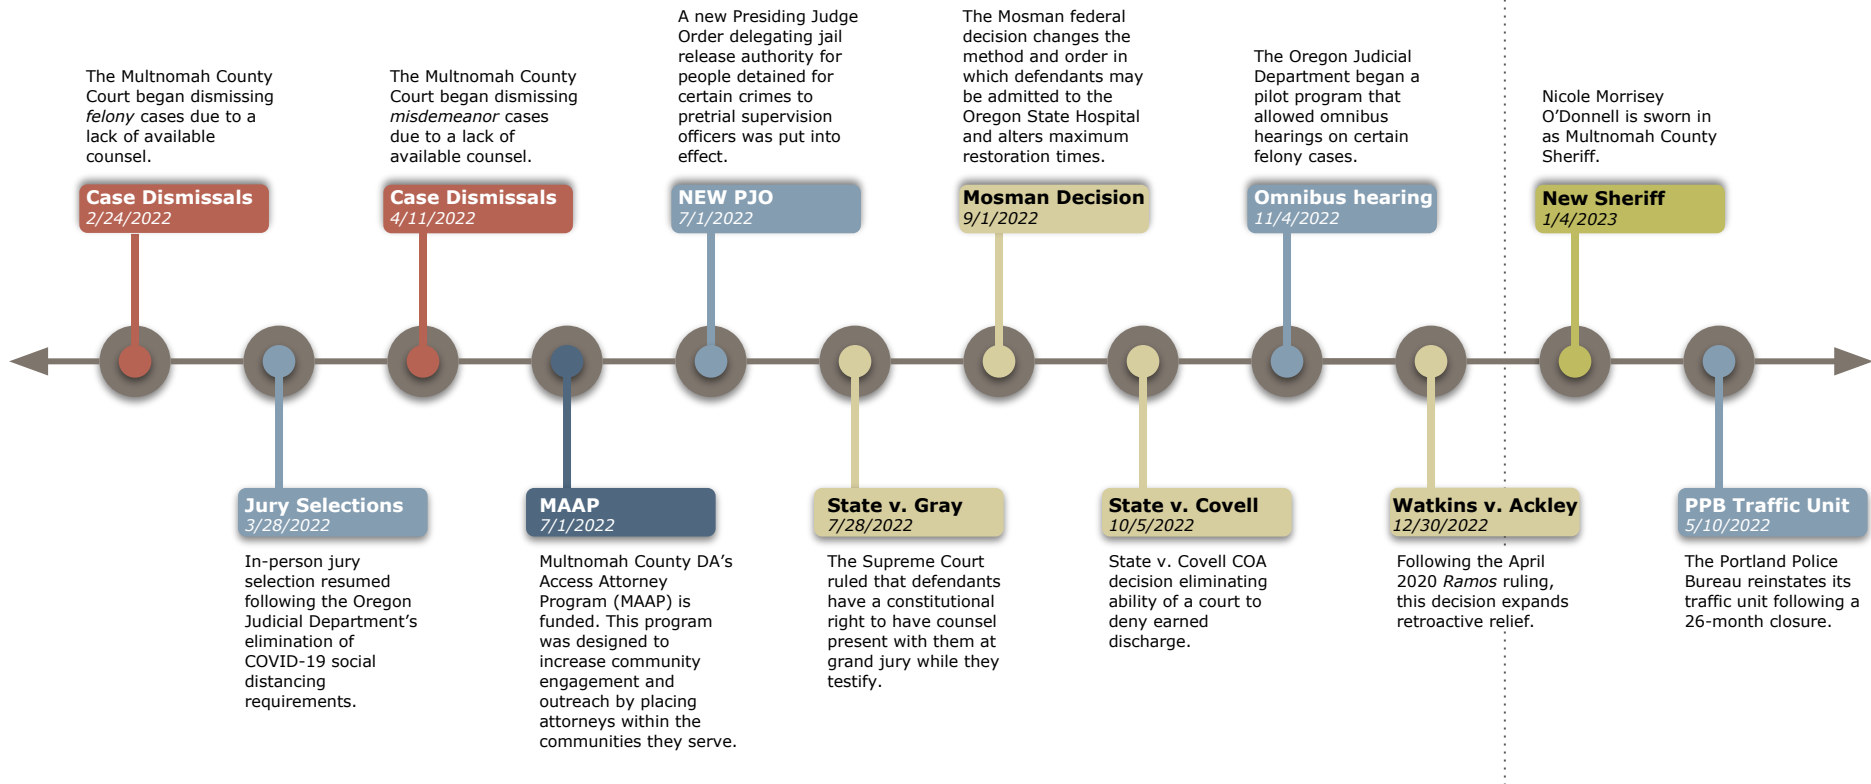 The Multnomah County
Court began dismissing
felony cases due to a
lack of available
counsel.
Case Dismissals
2/24/2022
Jury Selections
3/28/2022
In-person jury
selection resumed
following the Oregon
Judicial Department’s
elimination of
COVID-19 social
distancing
requirements.
The Multnomah County
Court began dismissing
misdemeanor cases
due to a lack of
available counsel.
Case Dismissals
4/11/2022
MAAP
7/1/2022
Multnomah County DA’s
Access Attorney
Program (MAAP) is
funded. This program
was designed to
increase community
engagement and
outreach by placing
attorneys within the
communities they serve.
A new Presiding Judge
Order delegating jail
release authority for
people detained for
certain crimes to
pretrial supervision
officers was put into
effect.
NEW PJO
7/1/2022
State v. Gray
7/28/2022
The Supreme Court
ruled that defendants
have a constitutional
right to have counsel
present with them at
grand jury while they
testify.
The Mosman federal
decision changes the
method and order in
which defendants may
be admitted to the
Oregon State Hospital
and alters maximum
restoration times.
Mosman Decision
9/1/2022
State v. Covell
10/5/2022
State v. Covell COA
decision eliminating
ability of a court to
deny earned
discharge.
The Oregon Judicial
Department began a
pilot program that
allowed omnibus
hearings on certain
felony cases.
Omnibus hearing
11/4/2022
Watkins v. Ackley
12/30/2022
Following the April
2020 Ramos ruling,
this decision expands
retroactive relief.
Nicole Morrisey
O’Donnell is sworn in
as Multnomah County
Sheriff.
New Sheriff
1/4/2023
PPB Traffic Unit
5/10/2022
The Portland Police
Bureau reinstates its
traffic unit following a
26-month closure.